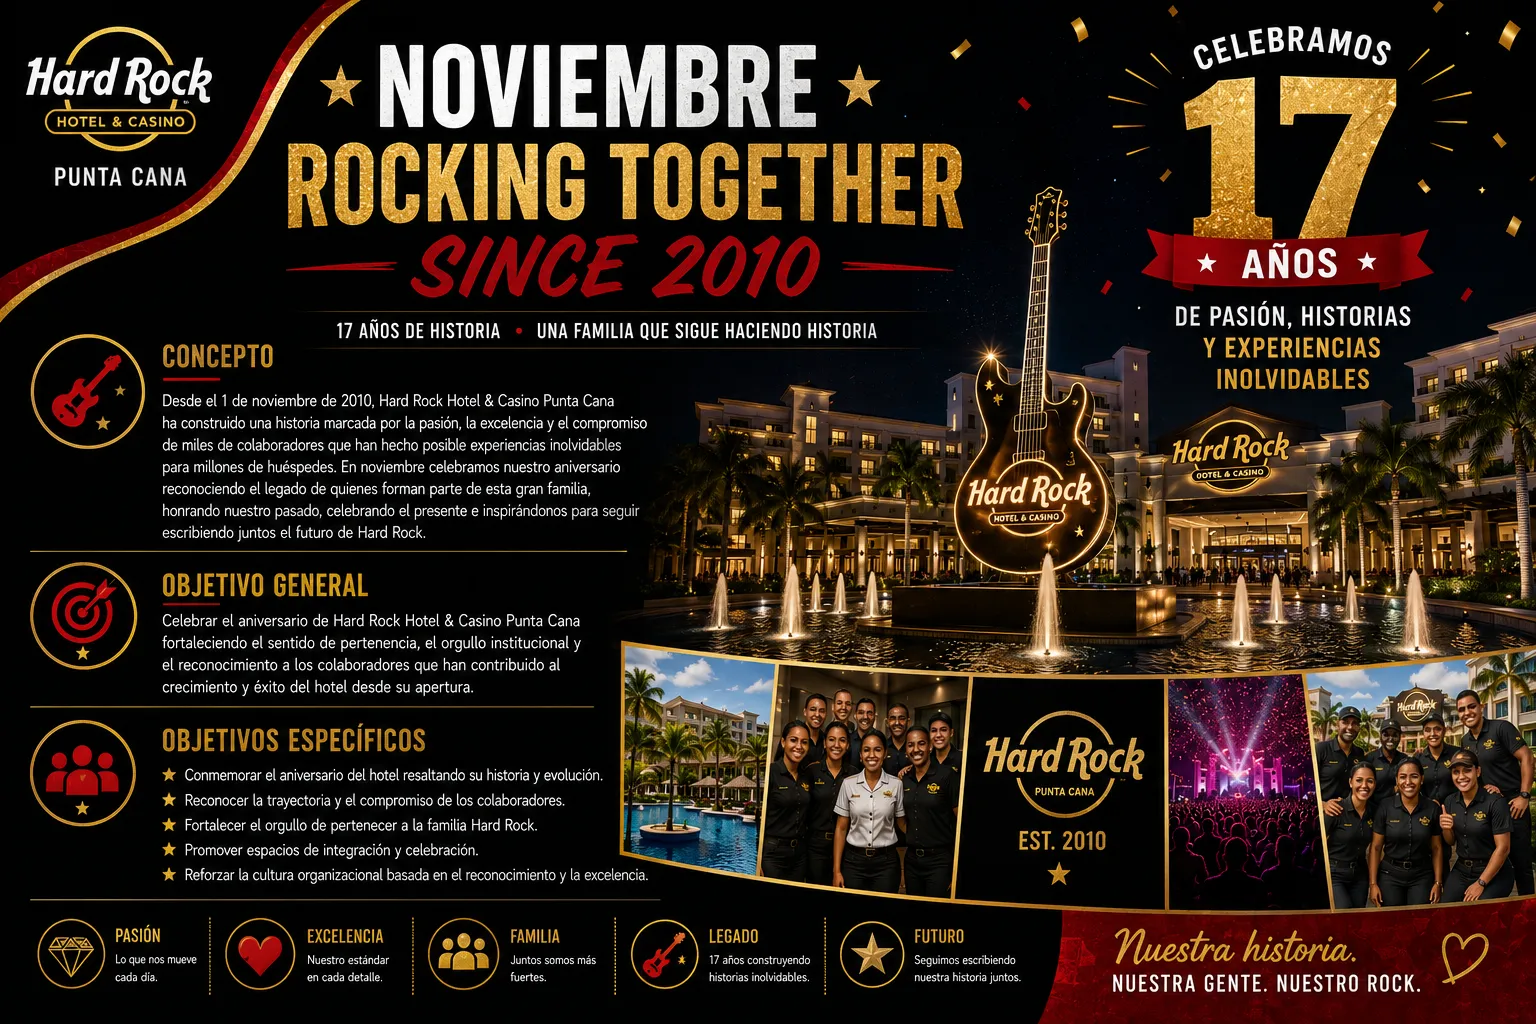 Hard Rock
HOTEL & CASINO
PUNTA CANA
NOVIEMBRE
ROCKING TOGETHER
SINCE 2010
17 AÑOS DE HISTORIA • UNA FAMILIA QUE SIGUE HACIENDO HISTORIA
CELEBRAMOS
17
AÑOS
DE PASIÓN, HISTORIAS
Y EXPERIENCIAS
INOLVIDABLES
CONCEPTO
Desde el 1 de noviembre de 2010, Hard Rock Hotel & Casino Punta Cana
ha construido una historia marcada por la pasión, la excelencia y el compromiso
de miles de colaboradores que han hecho posible experiencias inolvidables
para millones de huéspedes. En noviembre celebramos nuestro aniversario
reconociendo el legado de quienes forman parte de esta gran familia,
honrando nuestro pasado, celebrando el presente e inspirándonos para seguir
escribiendo juntos el futuro de Hard Rock.
OBJETIVO GENERAL
Celebrar el aniversario de Hard Rock Hotel & Casino Punta Cana
fortaleciendo el sentido de pertenencia, el orgullo institucional y
el reconocimiento a los colaboradores que han contribuido al
crecimiento y éxito del hotel desde su apertura.
OBJETIVOS ESPECÍFICOS
Conmemorar el aniversario del hotel resaltando su historia y evolución.
Reconocer la trayectoria y el compromiso de los colaboradores.
Fortalecer el orgullo de pertenecer a la familia Hard Rock.
Promover espacios de integración y celebración.
Reforzar la cultura organizacional basada en el reconocimiento y la excelencia.
Hard Rock
HOTEL & CASINO
Hard Rock
HOTEL & CASINO
Hard Rock
PUNTA CANA
EST. 2010
Hard Rock
PASIÓN
Lo que nos mueve
cada día.
EXCELENCIA
Nuestro estándar
en cada detalle.
FAMILIA
Juntos somos más
fuertes.
LEGADO
17 años construyendo
historias inolvidables.
FUTURO
Seguimos escribiendo
nuestra historia juntos.
Nuestra historia.
NUESTRA GENTE. NUESTRO ROCK.